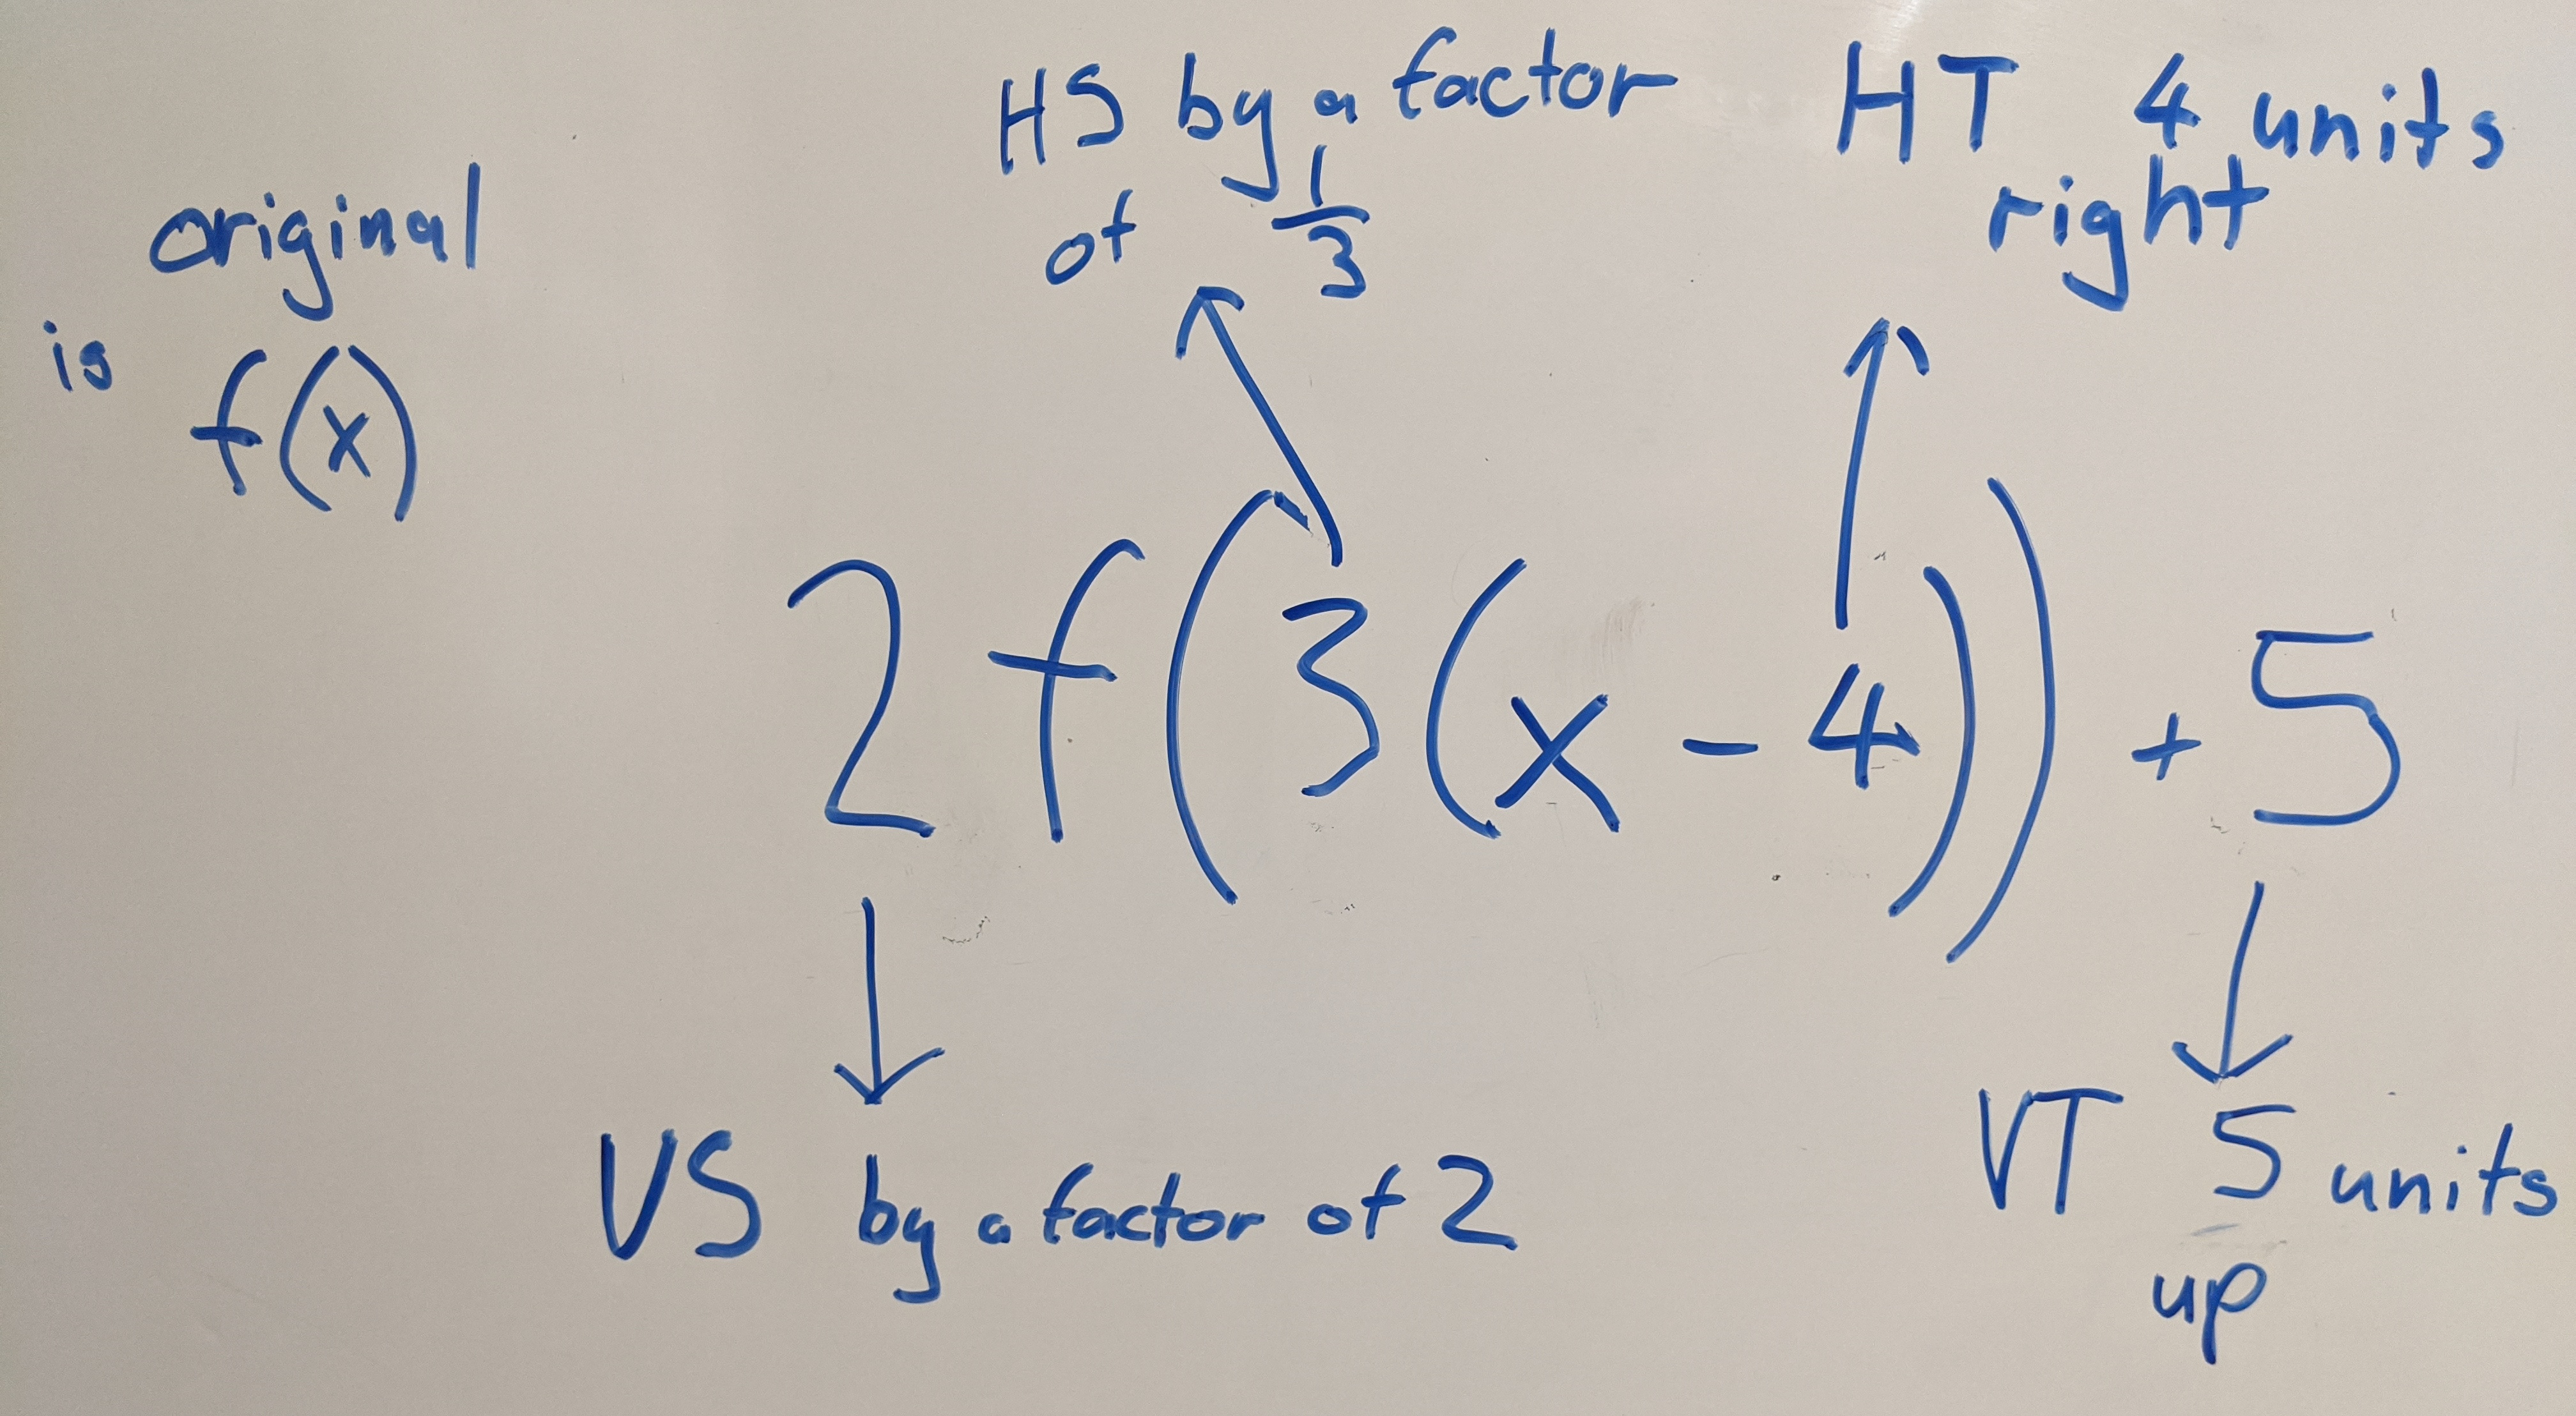 original
is f(x)
HS by a factor
of 1/3
HT 4 units
right
2f(3(x-4))+5
VS by a factor of 2
VT 5 units
up